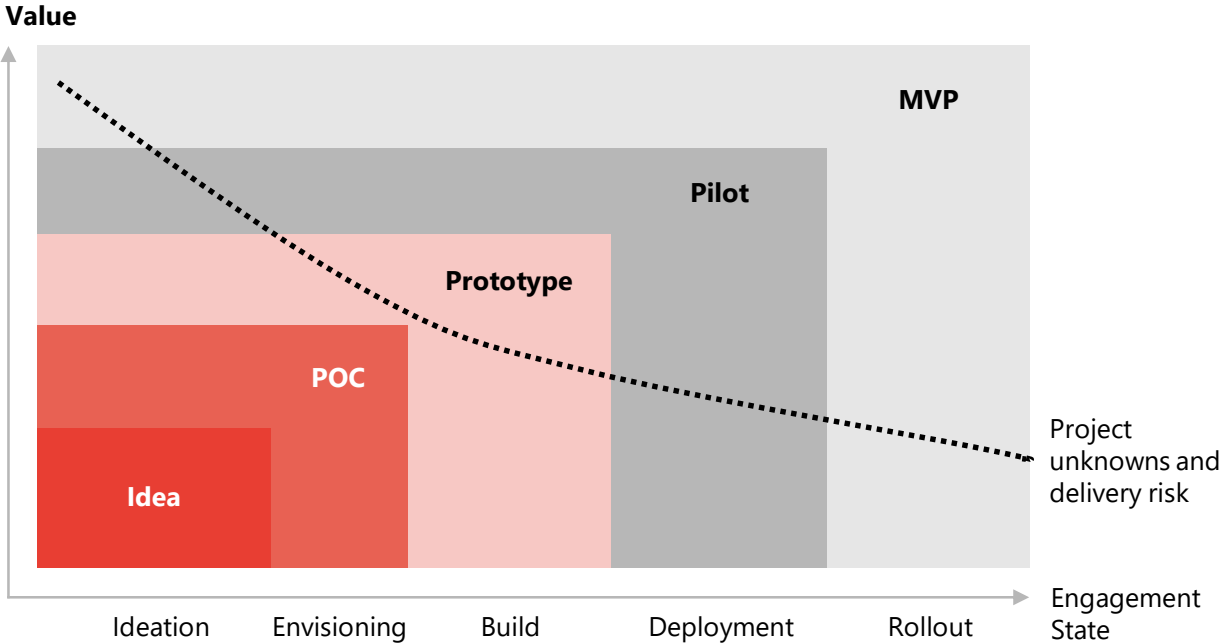 Value
MVP
Pilot
Prototype
POC
Idea
Project
unknowns and
delivery risk
Ideation Envisioning Build Deployment Rollout
Engagement
State